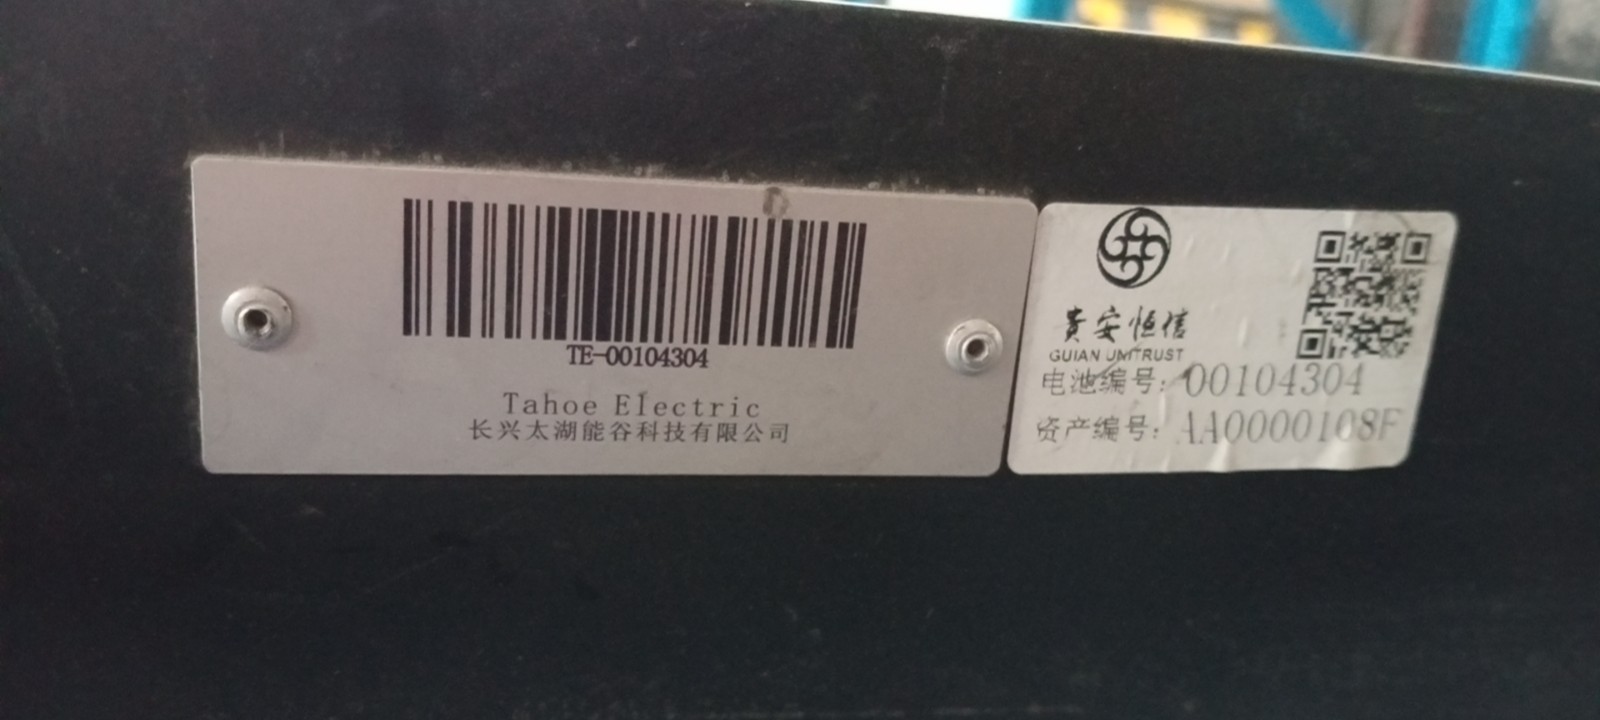 TE-00104304
Tahoe Electric
长兴太湖能谷科技有限公司
貴安恒信
GUIAN UNITRUST
电池编号: 00104304
资产编号: AA0000108F